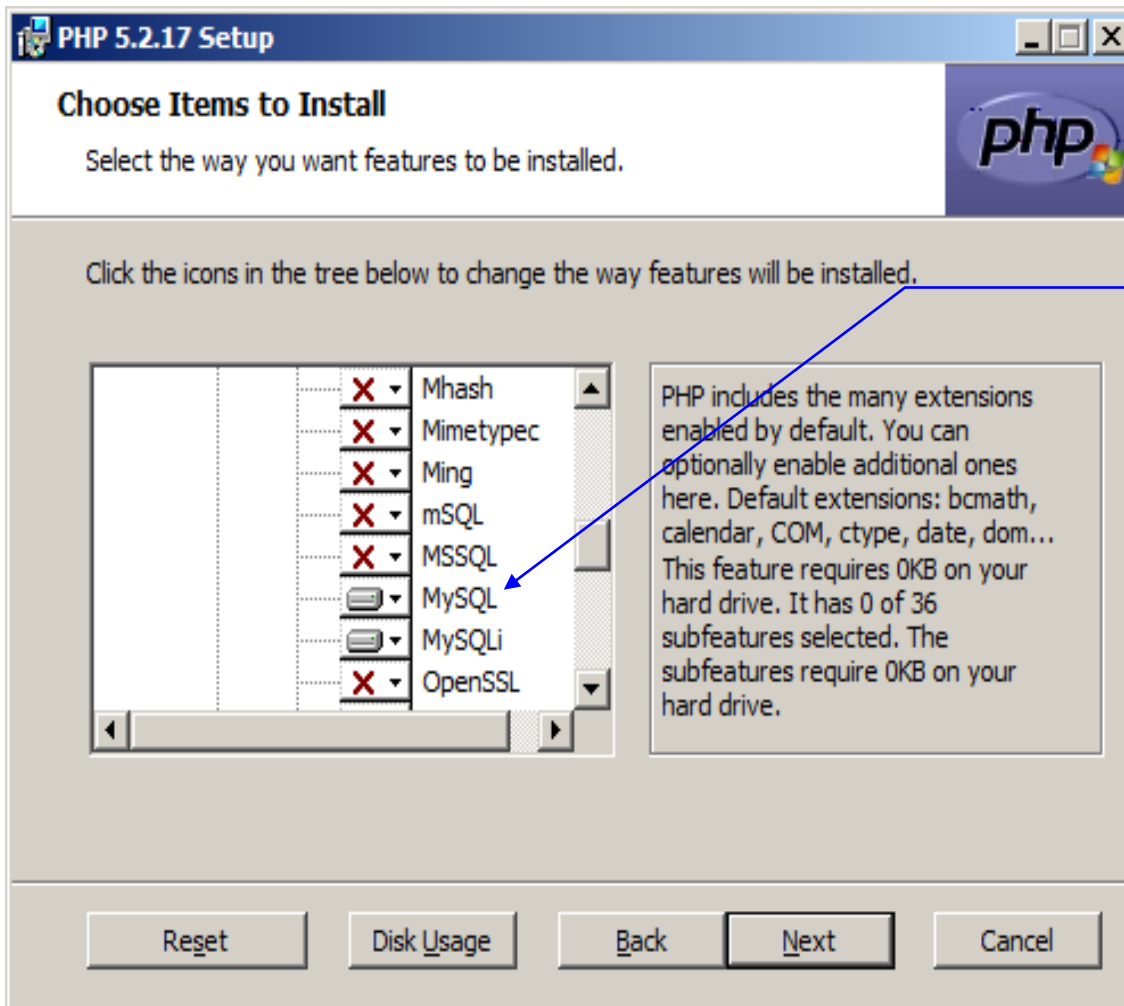 PHP 5.2.17 Setup
Choose Items to Install
php
Select the way you want features to be installed.
Click the icons in the tree below to change the way features will be installed.
Mhash
Mimetypec
Ming
mSQL
MSSQL
MySQL
MySQLi
OpenSSL
PHP includes the many extensions
enabled by default. You can
optionally enable additional ones
here. Default extensions: bcmath,
calendar, COM, ctype, date, dom...
This feature requires 0KB on your
hard drive. It has 0 of 36
subfeatures selected. The
subfeatures require 0KB on your
hard drive.
Reset
Disk Usage
Back
Next
Cancel